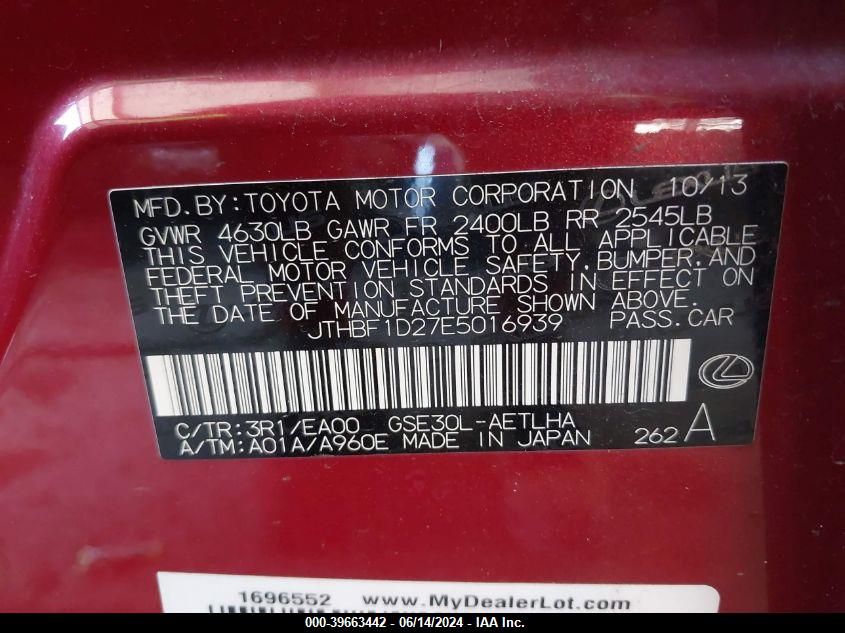 MFD.BY:TOYOTA MOTOR CORPORATION 10/13
GVWR 4630LB GAWR FR 2400LB RR 2545LB
THIS VEHICLE CONFORMS TO ALL APPLICABLE
FEDERAL MOTOR VEHICLE SAFETY,BUMPER,AND
THEFT PREVENTION STANDARDS IN EFFECT ON
THE DATE OF MANUFACTURE SHOWN ABOVE.
JTHBF1D27E5016939 PASS.CAR
C/TR:3R1/EA00 GSE30L-AETLHA
A/TM:A01A/A960E MADE IN JAPAN 262 A
1696552 www.MyDealerLot.com
000-39663442 - 06/14/2024 - IAA Inc.